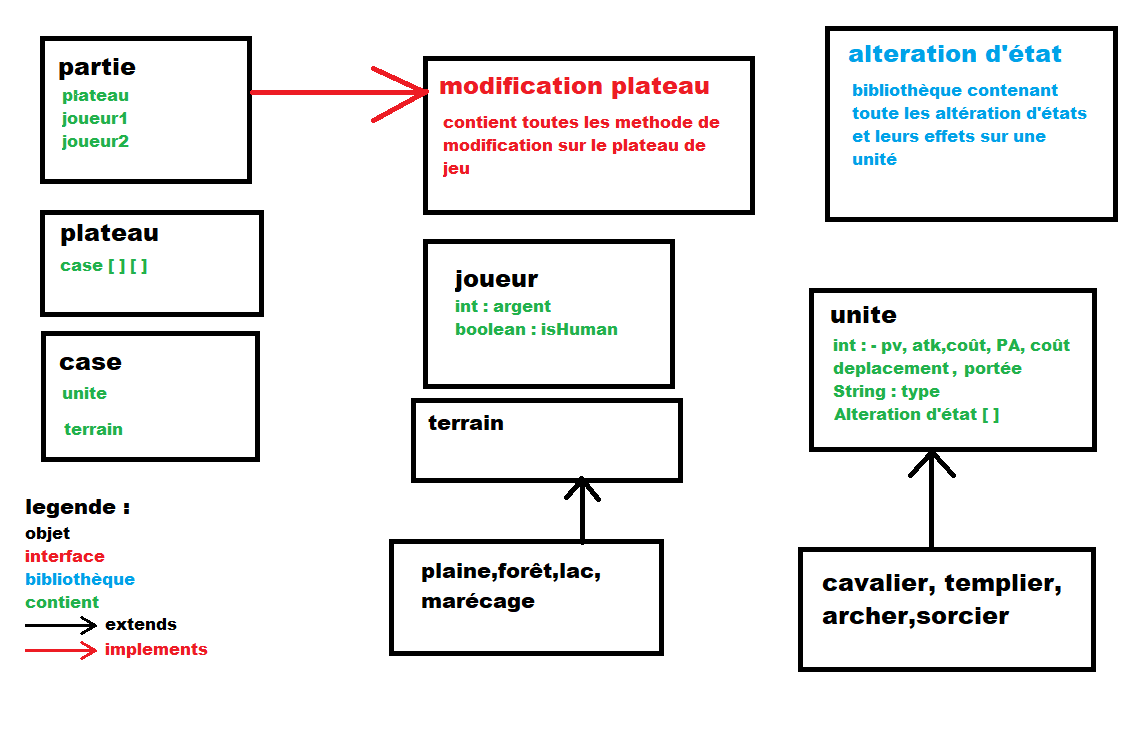 partie
plateau
joueur1
joueur2
modification plateau
contient toutes les methode de
modification sur le plateau de
jeu
alteration d'état
bibliothèque contenant
toute les altération d'états
et leurs effets sur une
unité
plateau
case [ ] [ ]
joueur
int : argent
boolean : isHuman
case
unite
terrain
unite
int : - pv, atk,coût, PA, coût
deplacement, portée
String : type
Alteration d'état [ ]
terrain
plaine,forêt,lac,
marécage
cavalier, templier,
archer,sorcier
legende :
objet
interface
bibliothèque
contient
extends
implements